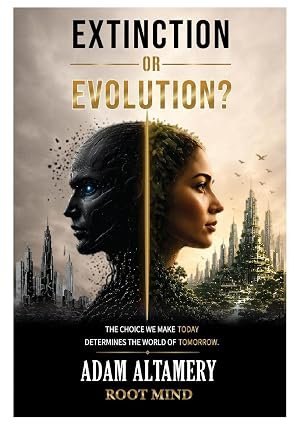 EXTINCTION
OR
EVOLUTION?
THE CHOICE WE MAKE TODAY
DETERMINES THE WORLD OF TOMORROW.
ADAM ALTAMERY
ROOT MIND